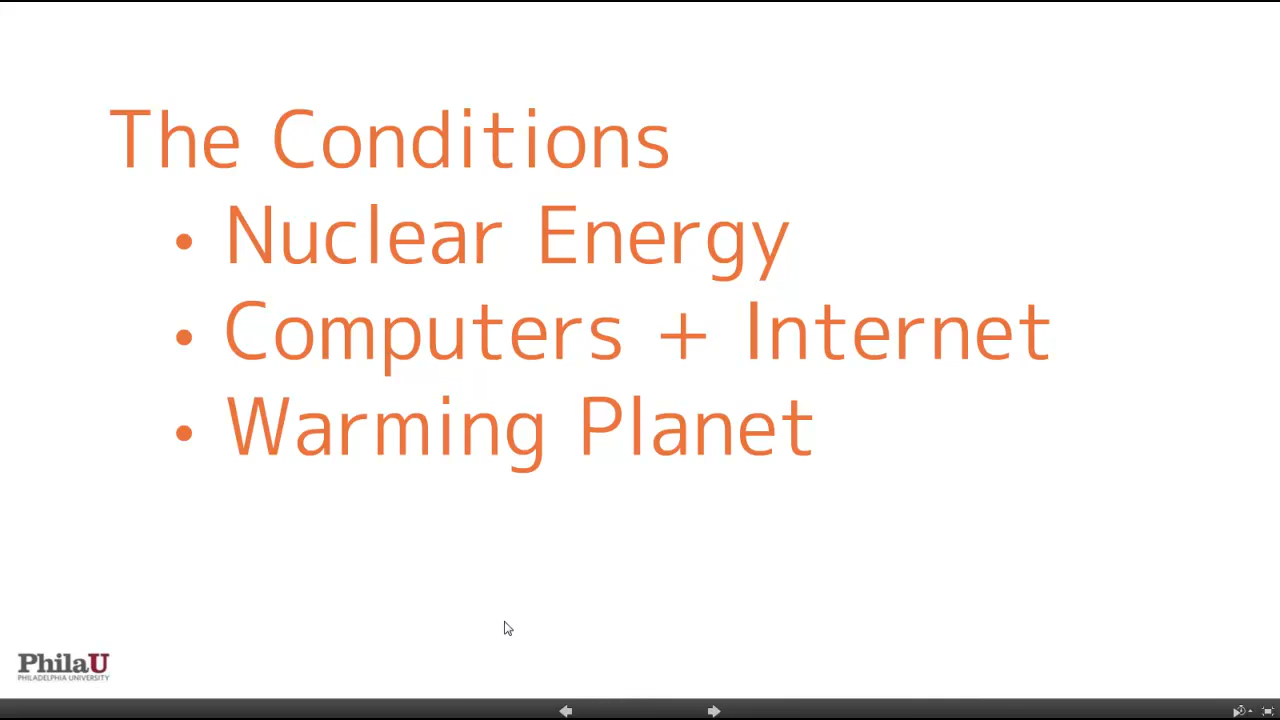 The Conditions
• Nuclear Energy
• Computers + Internet
• Warming Planet
PhilaU
PHILADELPHIA UNIVERSITY